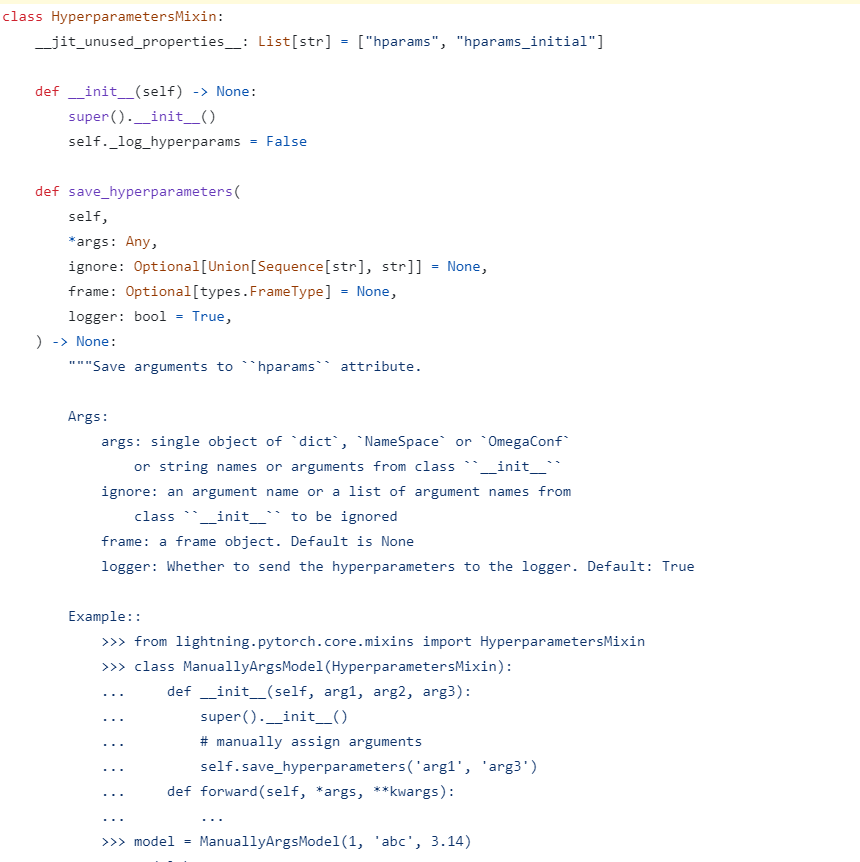 class HyperparametersMixin:
    __jit_unused_properties__: List[str] = ["hparams", "hparams_initial"]

    def __init__(self) -> None:
        super().__init__()
        self._log_hyperparams = False

    def save_hyperparameters(
        self,
        *args: Any,
        ignore: Optional[Union[Sequence[str], str]] = None,
        frame: Optional[types.FrameType] = None,
        logger: bool = True,
    ) -> None:
        """Save arguments to ``hparams`` attribute.

        Args:
            args: single object of `dict`, `NameSpace` or `OmegaConf`
                or string names or arguments from class ``__init__``
            ignore: an argument name or a list of argument names from
                class ``__init__`` to be ignored
            frame: a frame object. Default is None
            logger: Whether to send the hyperparameters to the logger. Default: True

        Example::
            >>> from lightning.pytorch.core.mixins import HyperparametersMixin
            >>> class ManuallyArgsModel(HyperparametersMixin):
            ...     def __init__(self, arg1, arg2, arg3):
            ...         super().__init__()
            ...         # manually assign arguments
            ...         self.save_hyperparameters('arg1', 'arg3')
            ...     def forward(self, *args, **kwargs):
            ...         ...
            >>> model = ManuallyArgsModel(1, 'abc', 3.14)